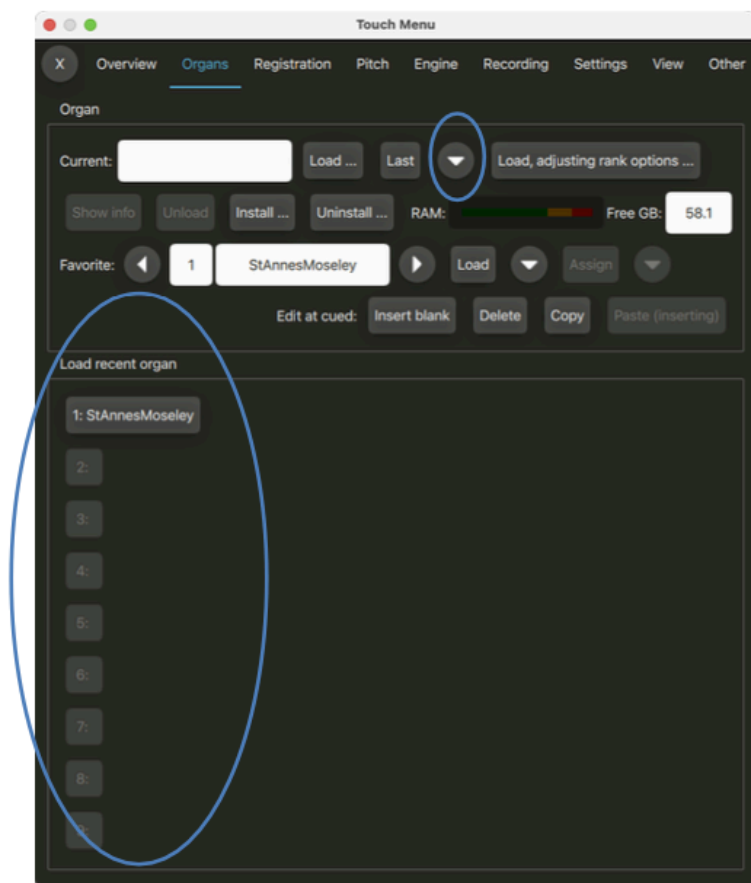 Touch Menu
X Overview Organs Registration Pitch Engine Recording Settings View Other
Organ
Current: Load ... Last Load, adjusting rank options ...
Show info Unload Install ... Uninstall ... RAM: Free GB: 58.1
Favorite: 1 StAnnesMoseley Load Assign
Edit at cued: Insert blank Delete Copy Paste (inserting)
Load recent organ
1: StAnnesMoseley
2:
3:
4:
5:
6:
7:
8:
9: